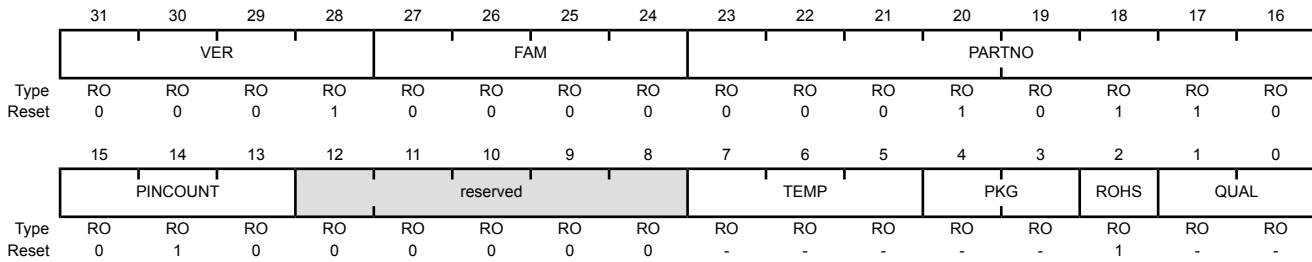 31 30 29 28 27 26 25 24 23 22 21 20 19 18 17 16
VER FAM PARTNO
Type RO RO RO RO RO RO RO RO RO RO RO RO RO RO RO RO
Reset 0 0 0 1 0 0 0 0 0 0 0 1 0 1 1 0
15 14 13 12 11 10 9 8 7 6 5 4 3 2 1 0
PINCOUNT reserved TEMP PKG ROHS QUAL
Type RO RO RO RO RO RO RO RO RO RO RO RO RO RO RO RO
Reset 0 1 0 0 0 0 0 0 - - - - - 1 - -